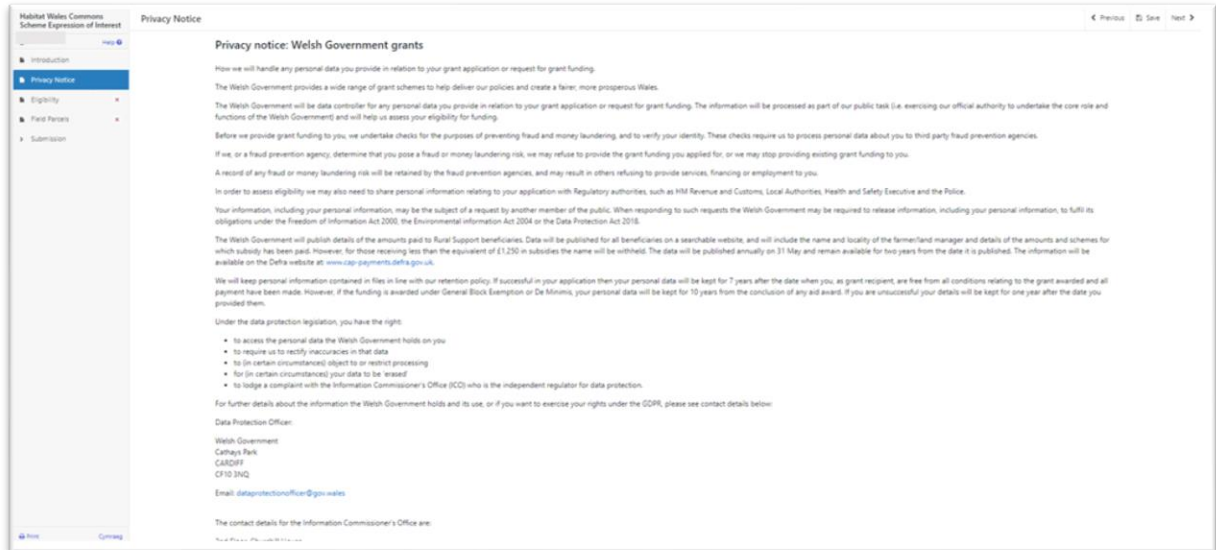 Habitat Wales Commons
Scheme Expression of Interest
Help
Introduction
Privacy Notice
Eligibility
Field Parcels
Submission
Print
Cymraeg
Privacy Notice
Previous
Save
Next
Privacy notice: Welsh Government grants
How we will handle any personal data you provide in relation to your grant application or request for grant funding.
The Welsh Government provides a wide range of grant schemes to help deliver our policies and create a fairer, more prosperous Wales.
The Welsh Government will be data controller for any personal data you provide in relation to your grant application or request for grant funding. The information will be processed as part of our public task (i.e. exercising our official authority to undertake the core role and
functions of the Welsh Government) and will help us assess your eligibility for funding.
Before we provide grant funding to you, we undertake checks for the purposes of preventing fraud and money laundering, and to verify your identity. These checks require us to process personal data about you to third party fraud prevention agencies.
If we, or a fraud prevention agency, determine that you pose a fraud or money laundering risk, we may refuse to provide the grant funding you applied for, or we may stop providing existing grant funding to you.
A record of any fraud or money laundering risk will be retained by the fraud prevention agencies, and may result in others refusing to provide services, financing or employment to you.
In order to assess eligibility we may also need to share personal information relating to your application with Regulatory authorities, such as HM Revenue and Customs, Local Authorities, Health and Safety Executive and the Police.
Your information, including your personal information, may be the subject of a request by another member of the public. When responding to such requests the Welsh Government may be required to release information, including your personal information, to fulfil its
obligations under the Freedom of Information Act 2000, the Environmental information Act 2004 or the Data Protection Act 2018.
The Welsh Government will publish details of the amounts paid to Rural Support beneficiaries. Data will be published for all beneficiaries on a searchable website, and will include the name and locality of the farmer/land manager and details of the amounts and schemes for
which subsidy has been paid. However, for those receiving less than the equivalent of £1,250 in subsidies the name will be withheld. The data will be published annually on 31 May and remain available for two years from the date it is published. The information will be
available on the Defra website at: www.cap-payments.defra.gov.uk.
We will keep personal information contained in files in line with our retention policy. If successful in your application then your personal data will be kept for 7 years after the date when you, as grant recipient, are free from all conditions relating to the grant awarded and all
payment have been made. However, if the funding is awarded under General Block Exemption or De Minimis, your personal data will be kept for 10 years from the conclusion of any aid award. If you are unsuccessful your details will be kept for one year after the date you
provided them.
Under the data protection legislation, you have the right:
• to access the personal data the Welsh Government holds on you
• to require us to rectify inaccuracies in that data
• to (in certain circumstances) object to or restrict processing
• for (in certain circumstances) your data to be 'erased'
• to lodge a complaint with the Information Commissioner's Office (ICO) who is the independent regulator for data protection.
For further details about the information the Welsh Government holds and its use, or if you want to exercise your rights under the GDPR, please see contact details below:
Data Protection Officer:
Welsh Government
Cathays Park
CARDIFF
CF10 3NQ
Email: dataprotectionofficer@gov.wales
The contact details for the Information Commissioner's Office are: